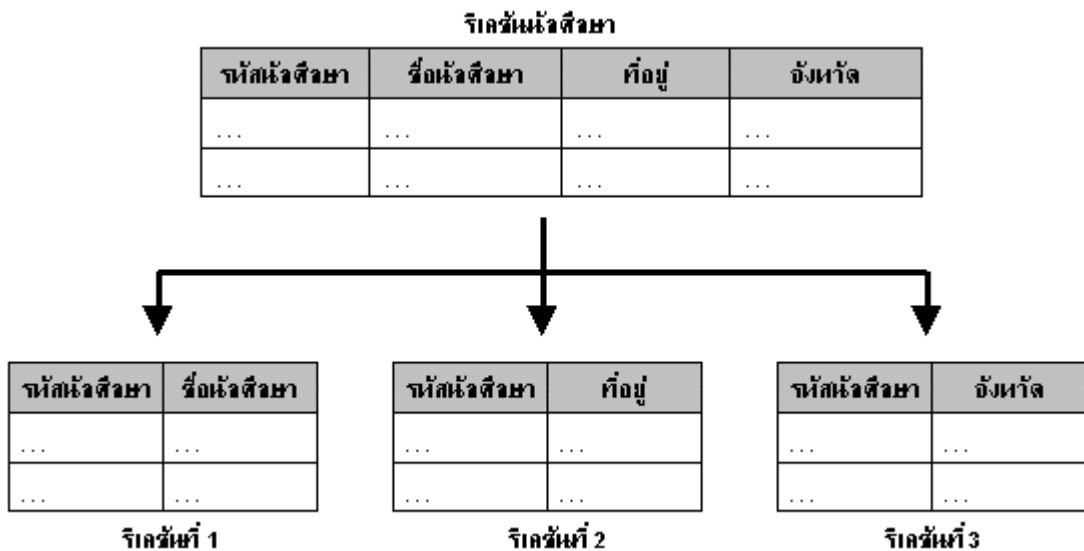 ริเลชันนักศึกษา
รหัสนักศึกษา ชื่อนักศึกษา ที่อยู่ จังหวัด
... ... ... ...
... ... ... ...
รหัสนักศึกษา ชื่อนักศึกษา
... ...
... ...
ริเลชันที่ 1
รหัสนักศึกษา ที่อยู่
... ...
... ...
ริเลชันที่ 2
รหัสนักศึกษา จังหวัด
... ...
... ...
ริเลชันที่ 3